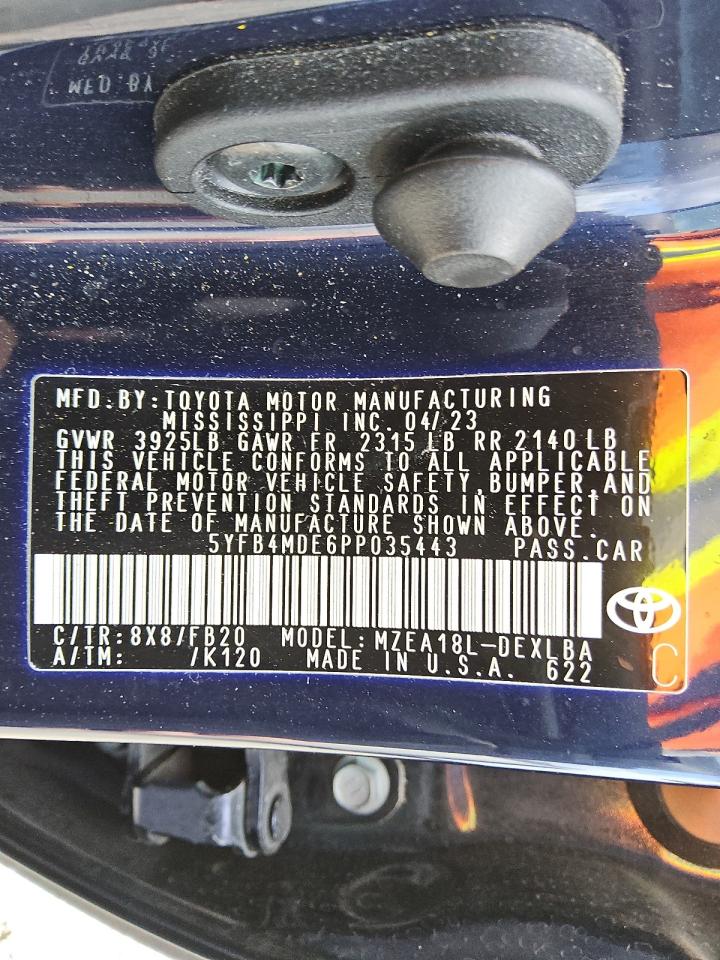 MFD BY
MFD.BY:TOYOTA MOTOR MANUFACTURING
MISSISSIPPI INC. 04/23
GVWR 3925LB GAWR FR 2315 LB RR 2140 LB
THIS VEHICLE CONFORMS TO ALL APPLICABLE
FEDERAL MOTOR VEHICLE SAFETY,BUMPER,AND
THEFT PREVENTION STANDARDS IN EFFECT ON
THE DATE OF MANUFACTURE SHOWN ABOVE.
5YFB4MDE6PP035443 PASS.CAR
C/TR:8X8/FB20 MODEL:MZEA18L-DEXLBA
A/TM: /K120 MADE IN U.S.A. 622
C